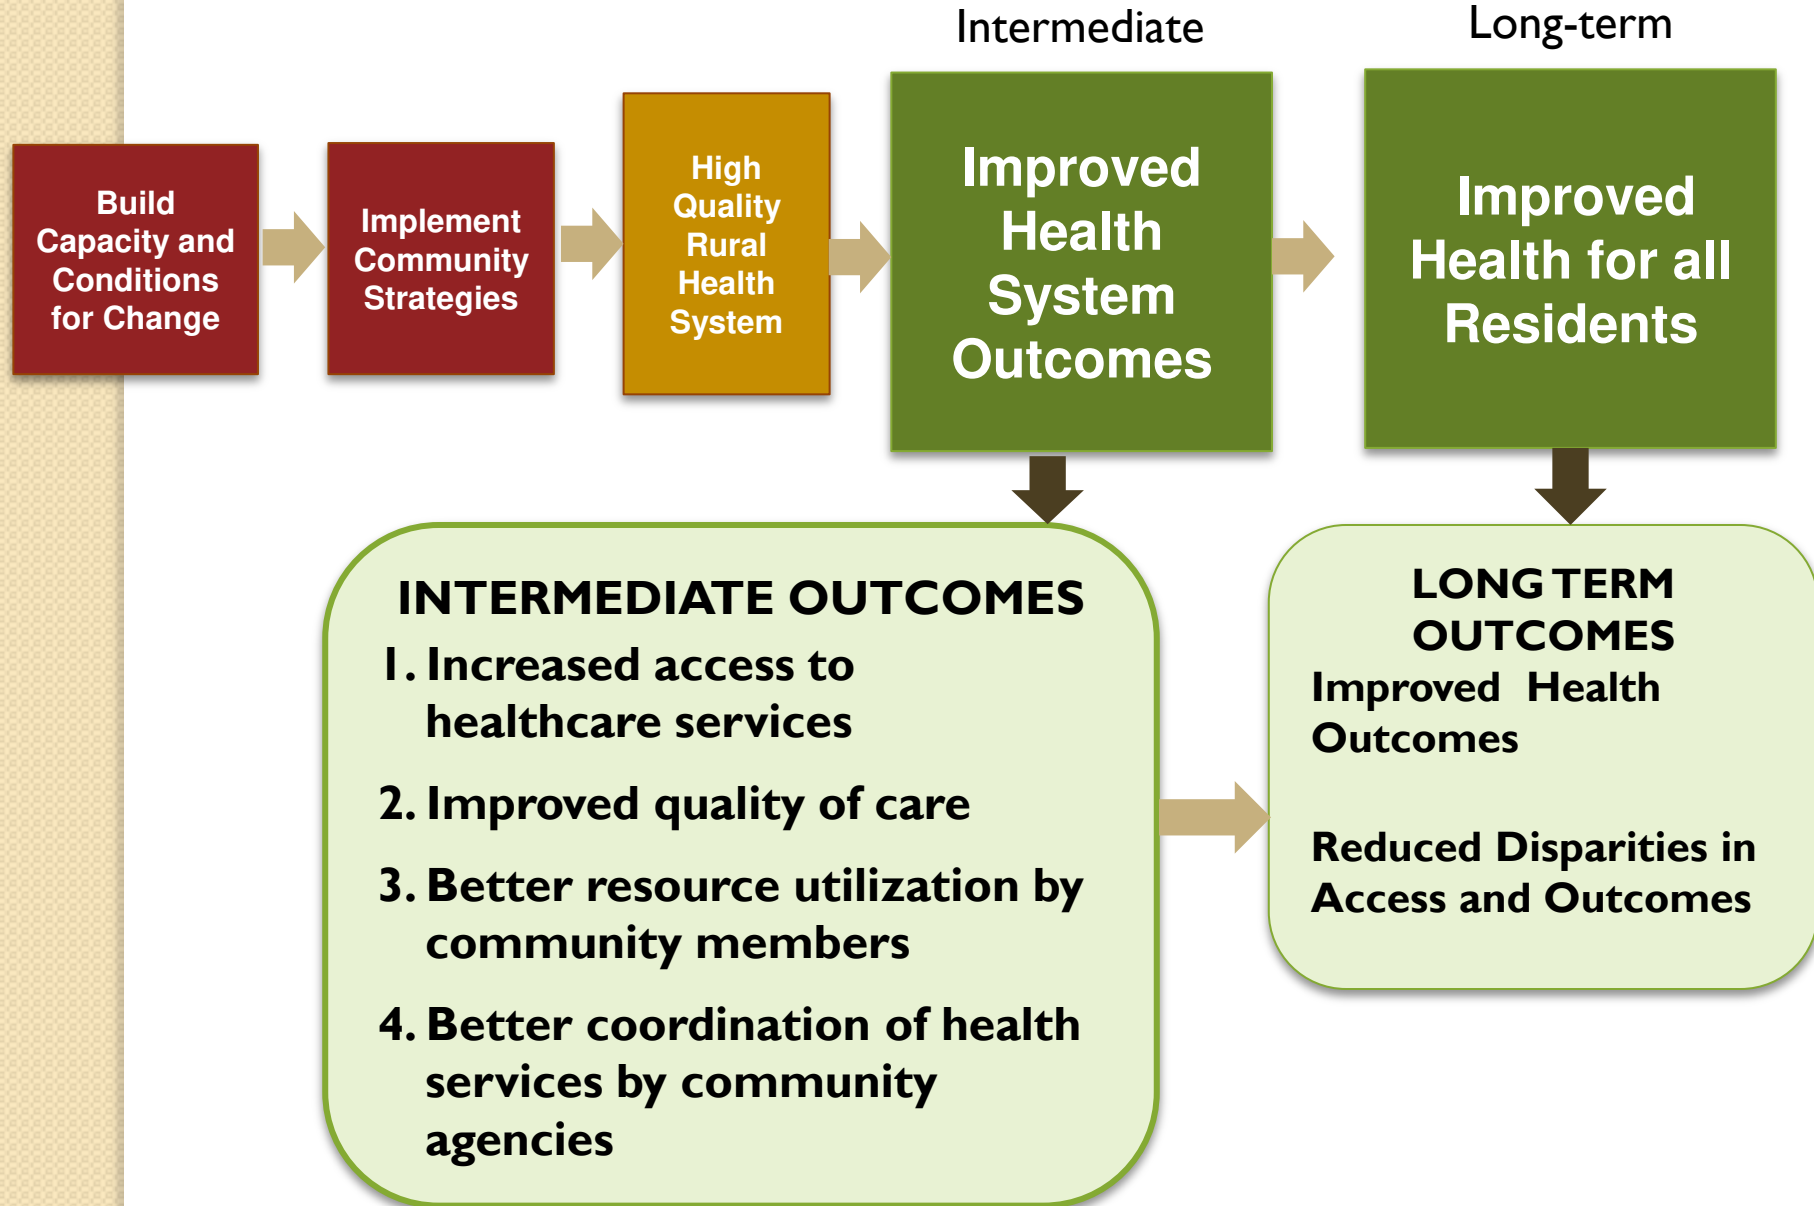 Intermediate
Long-term
Build
Capacity and
Conditions
for Change
Implement
Community
Strategies
High
Quality
Rural
Health
System
Improved
Health
System
Outcomes
Improved
Health for all
Residents
INTERMEDIATE OUTCOMES
1. Increased access to
healthcare services
2. Improved quality of care
3. Better resource utilization by
community members
4. Better coordination of health
services by community
agencies
LONG TERM
OUTCOMES
Improved Health
Outcomes
Reduced Disparities in
Access and Outcomes